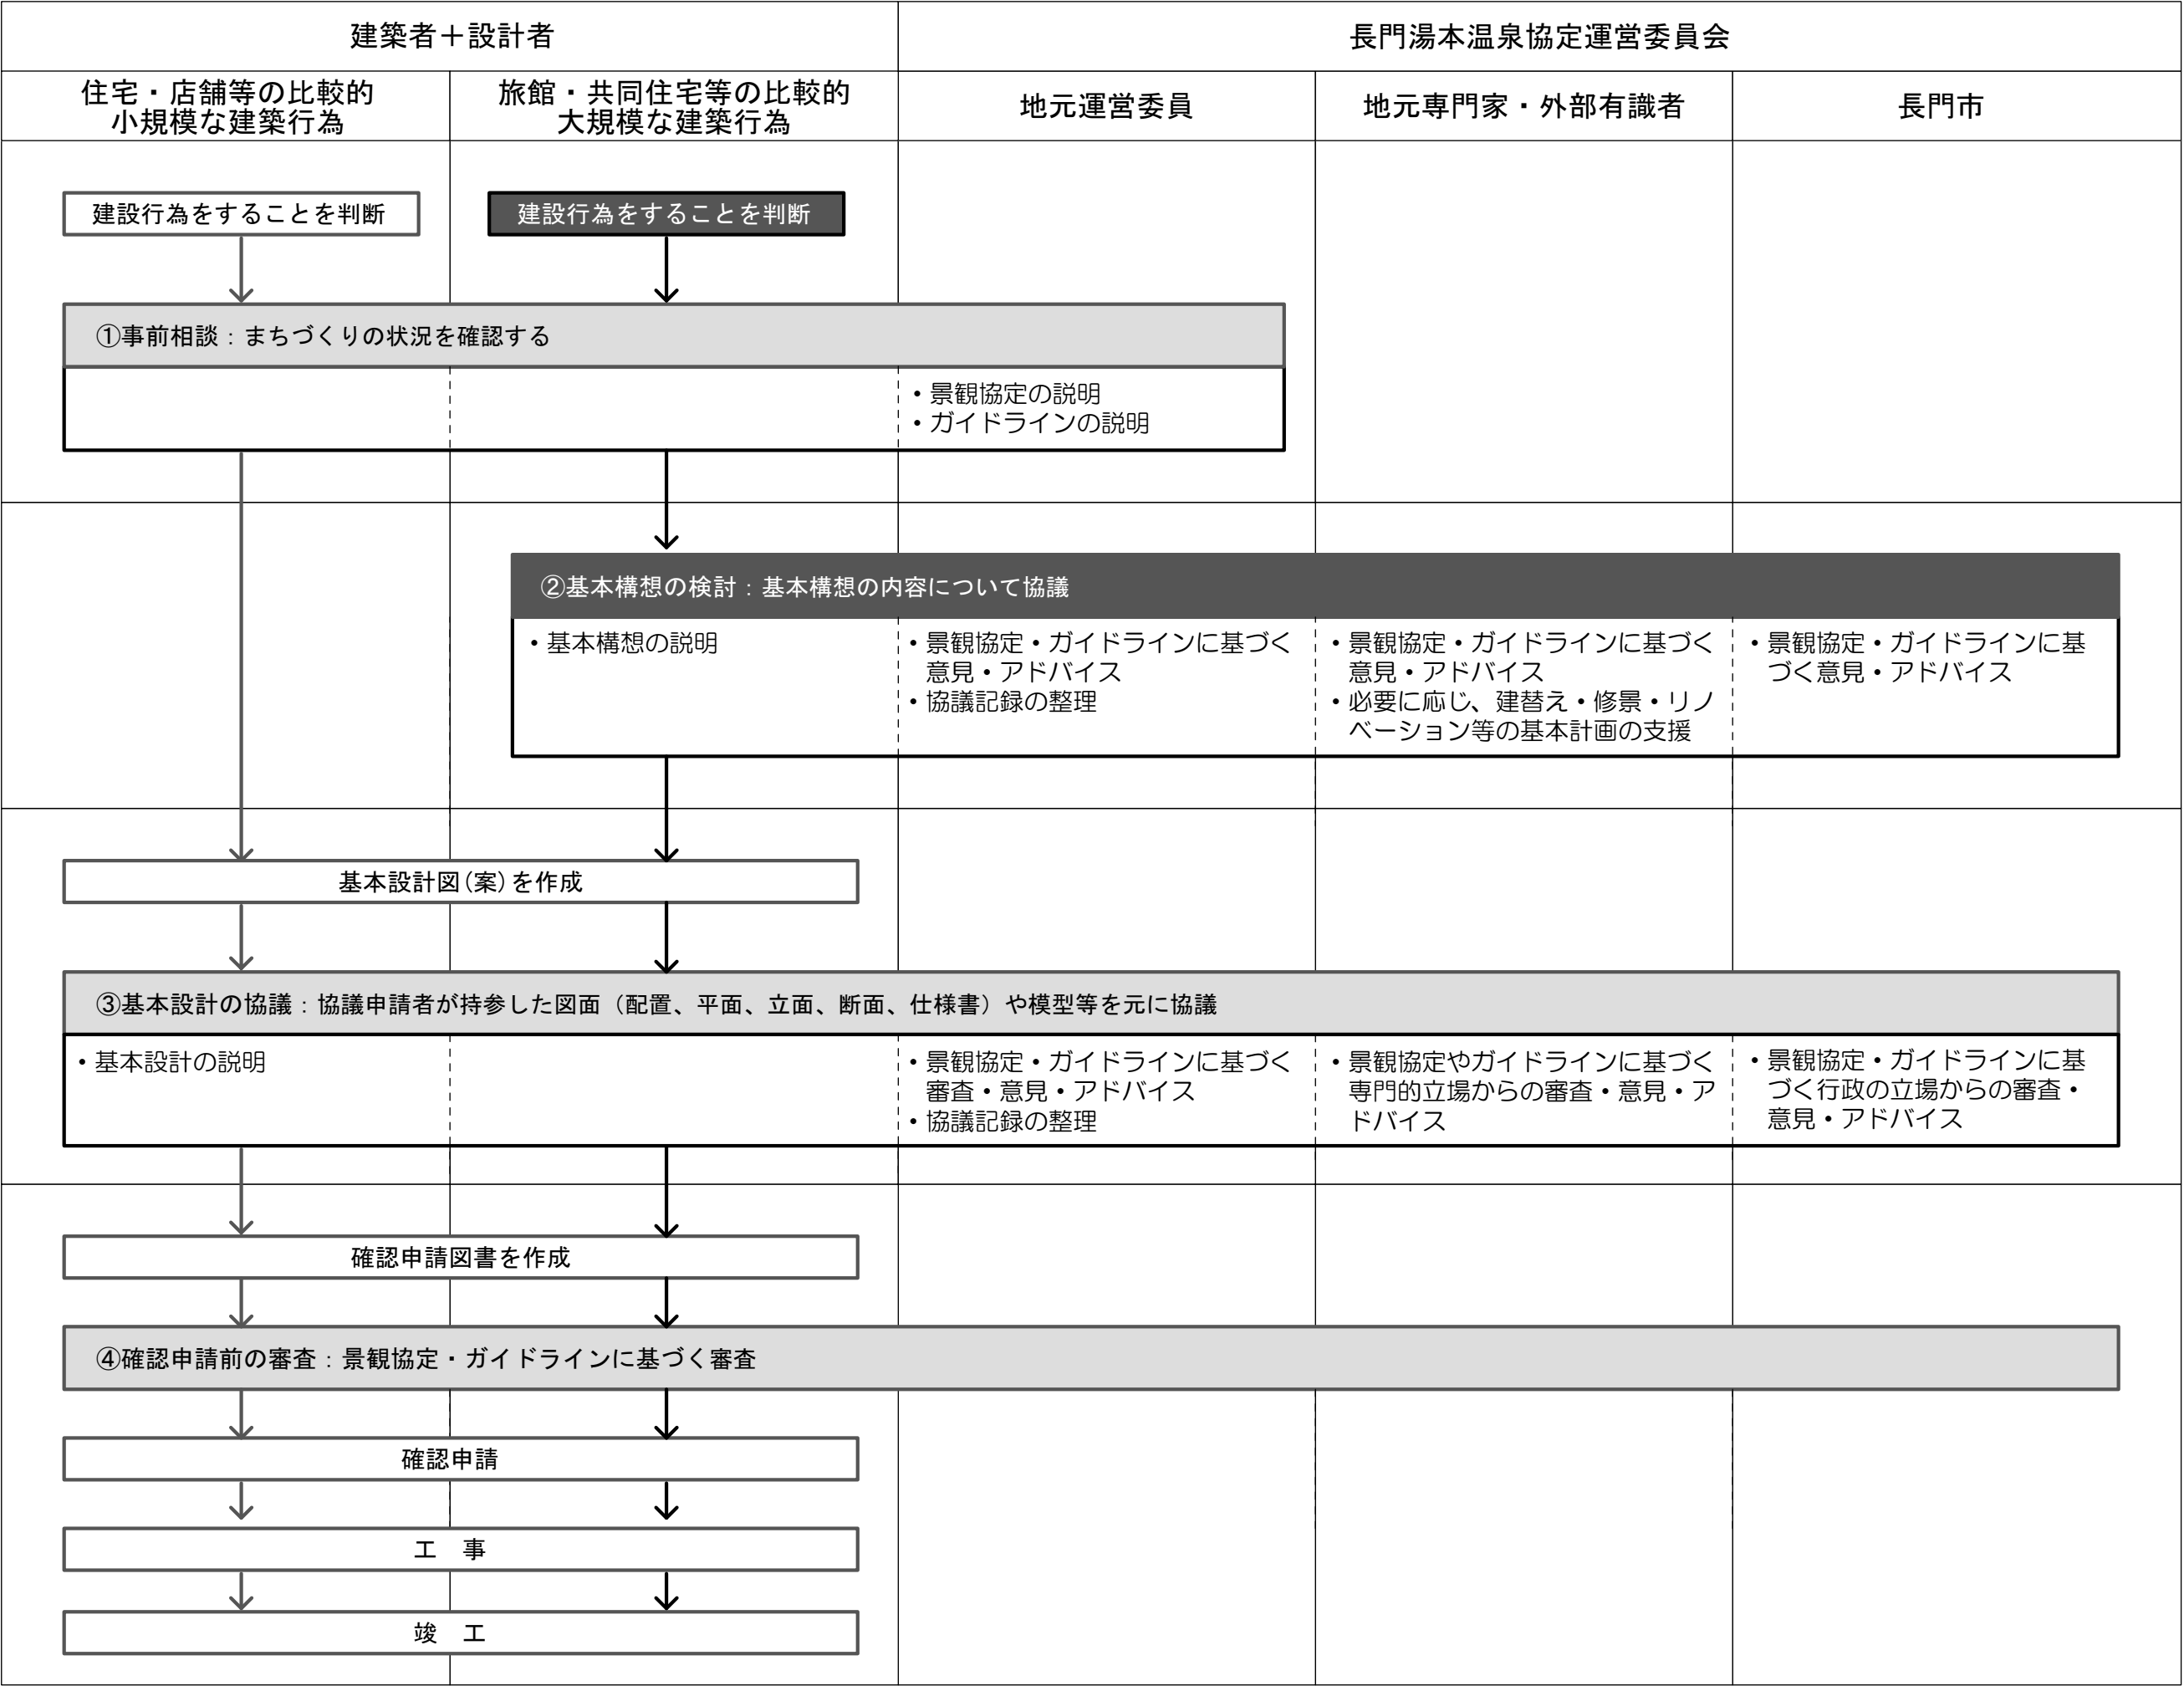 建築者＋設計者
長門湯本温泉協定運営委員会
住宅・店舗等の比較的
小規模な建築行為
旅館・共同住宅等の比較的
大規模な建築行為
地元運営委員
地元専門家・外部有識者
長門市
建設行為をすることを判断
建設行為をすることを判断
①事前相談：まちづくりの状況を確認する
・景観協定の説明
・ガイドラインの説明
②基本構想の検討：基本構想の内容について協議
・基本構想の説明
・景観協定・ガイドラインに基づく
意見・アドバイス
・協議記録の整理
・景観協定・ガイドラインに基づく
意見・アドバイス
・必要に応じ、建替え・修景・リノ
ベーション等の基本計画の支援
・景観協定・ガイドラインに基
づく意見・アドバイス
基本設計図(案)を作成
③基本設計の協議：協議申請者が持参した図面（配置、平面、立面、断面、仕様書）や模型等を元に協議
・基本設計の説明
・景観協定・ガイドラインに基づく
審査・意見・アドバイス
・協議記録の整理
・景観協定やガイドラインに基づく
専門的立場からの審査・意見・ア
ドバイス
・景観協定・ガイドラインに基
づく行政の立場からの審査・
意見・アドバイス
確認申請図書を作成
④確認申請前の審査：景観協定・ガイドラインに基づく審査
確認申請
工　事
竣　工